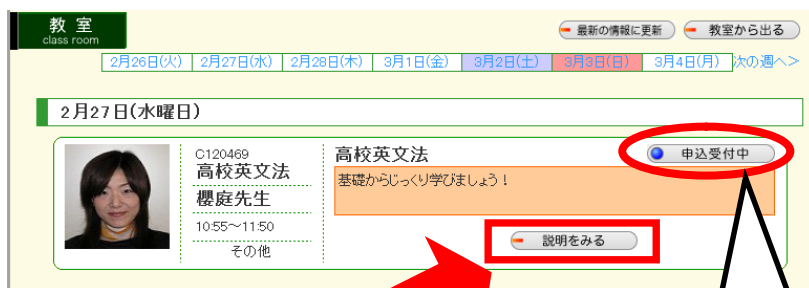 教室
class room
最新の情報に更新 教室から出る
2月26日(火) 2月27日(水) 2月28日(木) 3月1日(金) 3月2日(土) 3月3日(日) 3月4日(月) 次の週へ>
2月27日(水曜日)
C120469
高校英文法
櫻庭先生
10:55～11:50
その他
高校英文法
申込受付中
基礎からじっくり学びましょう！
説明をみる